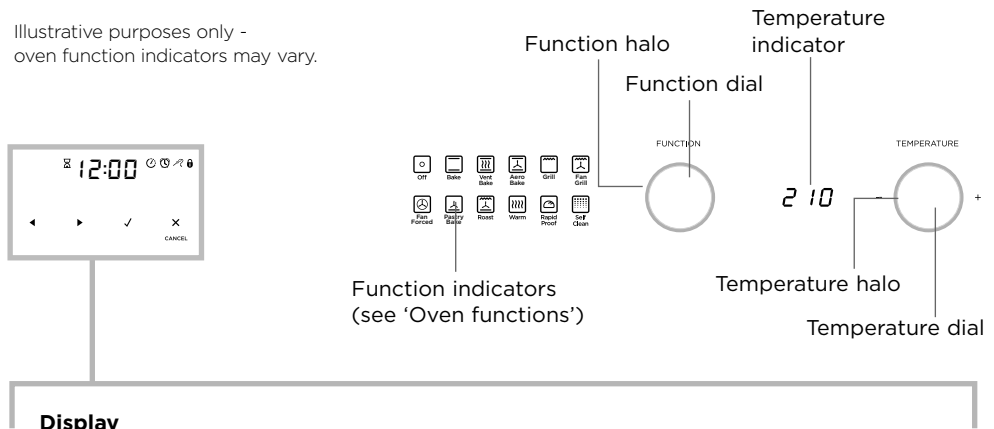 Illustrative purposes only -
oven function indicators may vary.
Function halo
Temperature
indicator
Function dial
12:00
CANCEL
Off
Bake
Vent
Bake
Aero
Bake
Grill
Fan
Grill
Fan
Forced
Pastry
Bake
Roast
Warm
Rapid
Proof
Self
Clean
FUNCTION
210
TEMPERATURE
-
+
Function indicators
(see ‘Oven functions’)
Temperature halo
Temperature dial
Display